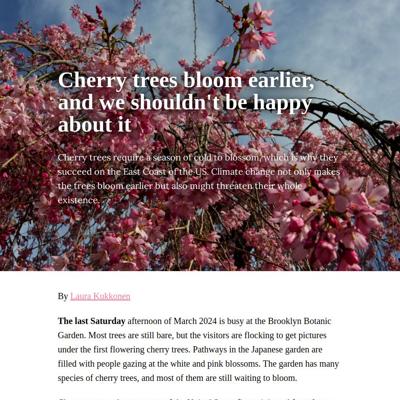 Cherry trees bloom earlier,
and we shouldn't be happy
about it
Cherry trees require a season of cold to blossom, which is why they
succeed on the East Coast of the US. Climate change not only makes
the trees bloom earlier but also might threaten their whole
existence.
By Laura Kukkonen
The last Saturday afternoon of March 2024 is busy at the Brooklyn Botanic
Garden. Most trees are still bare, but the visitors are flocking to get pictures
under the first flowering cherry trees. Pathways in the Japanese garden are
filled with people gazing at the white and pink blossoms. The garden has many
species of cherry trees, and most of them are still waiting to bloom.